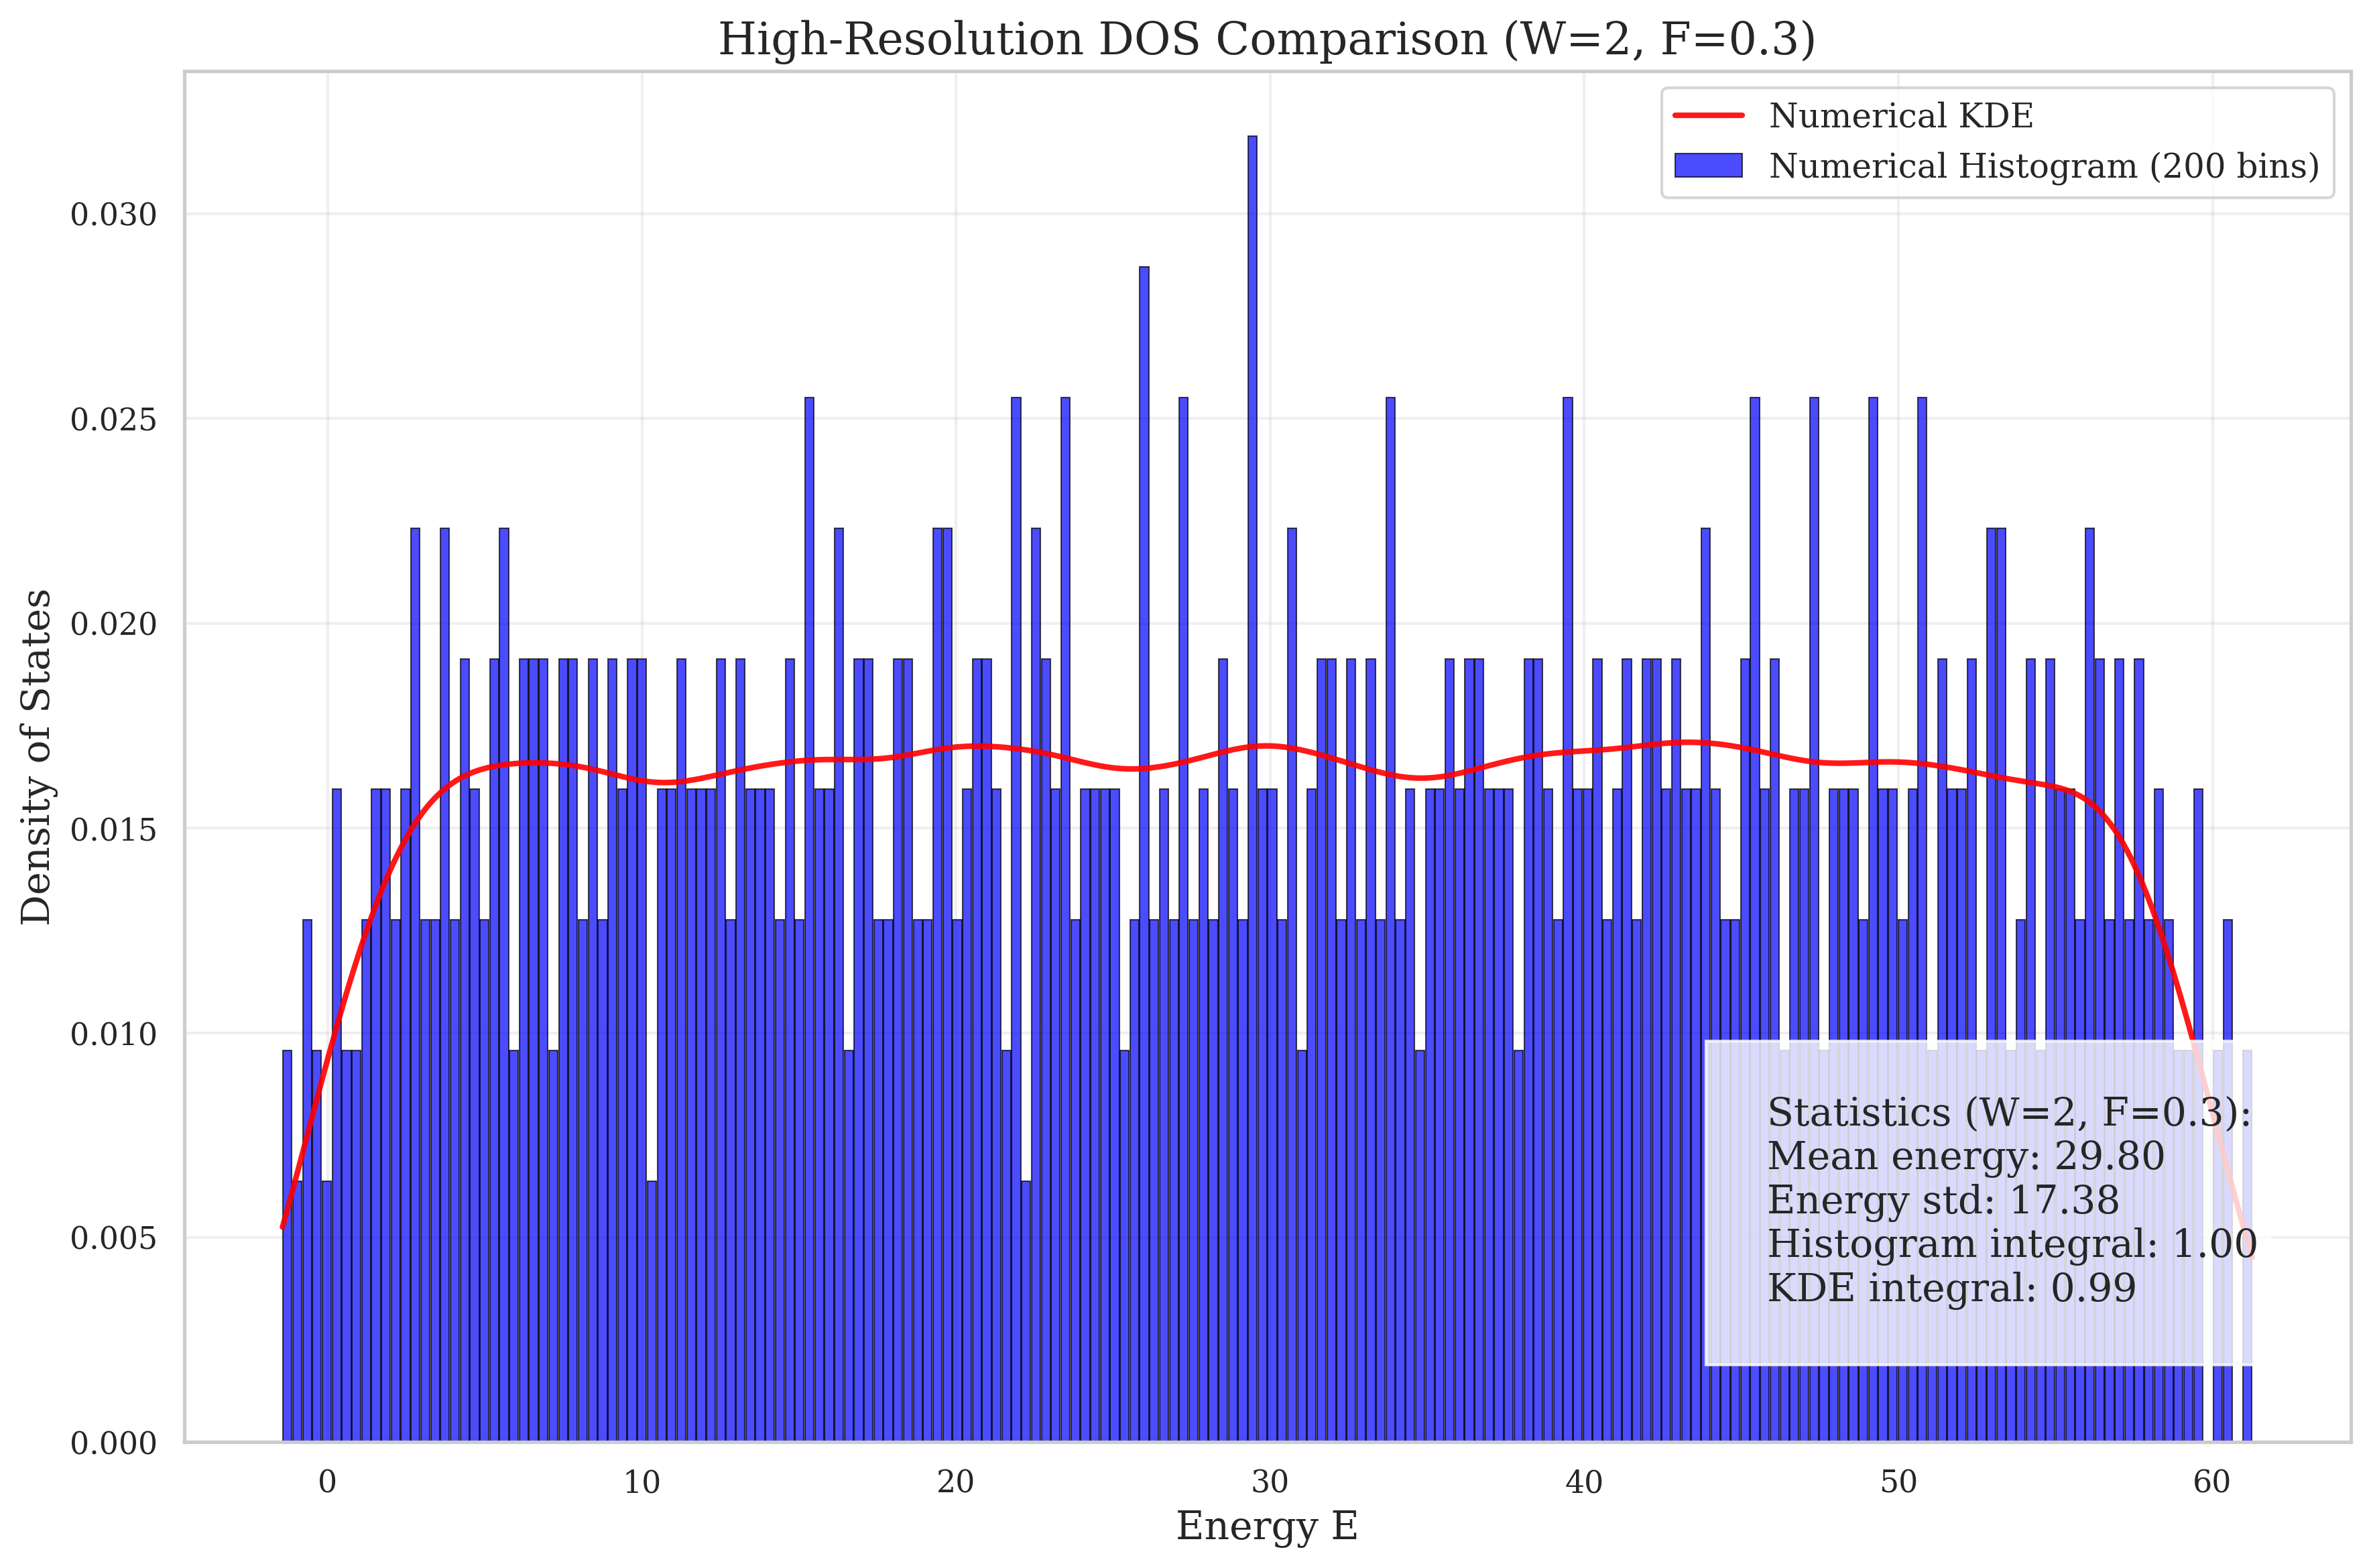 High-Resolution DOS Comparison (W=2, F=0.3)
Numerical KDE
Numerical Histogram (200 bins)
Density of States
0.030
0.025
0.020
0.015
0.010
0.005
0.000
Statistics (W=2, F=0.3):
Mean energy: 29.80
Energy std: 17.38
Histogram integral: 1.00
KDE integral: 0.99
0 10 20 30 40 50 60
Energy E